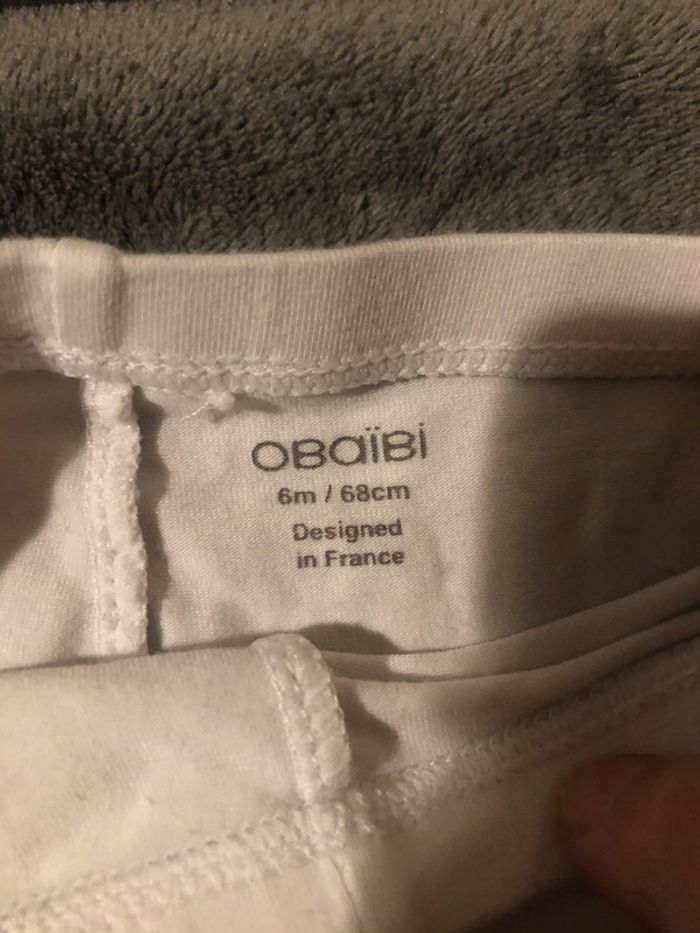 OBaïBi
6m / 68cm
Designed
in France